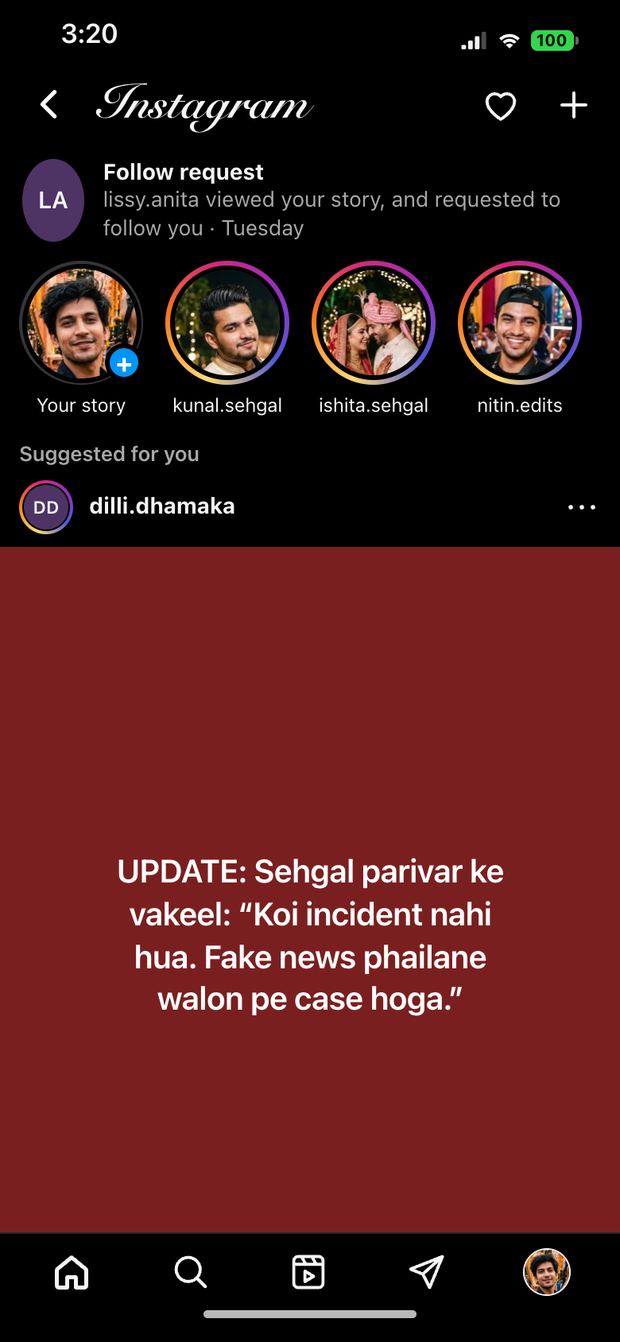 3:20
100
Instagram
LA
Follow request
lissy.anita viewed your story, and requested to
follow you · Tuesday
Your story
kunal.sehgal
ishita.sehgal
nitin.edits
Suggested for you
DD
dilli.dhamaka
UPDATE: Sehgal parivar ke
vakeel: “Koi incident nahi
hua. Fake news phailane
walon pe case hoga.”